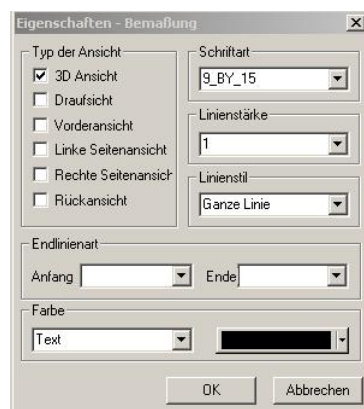 Eigenschaften - Bemaßung
Typ der Ansicht
3D Ansicht
Draufsicht
Vorderansicht
Linke Seitenansicht
Rechte Seitenansich
Rückansicht
Schriftart
9_BY_15
Linienstärke
1
Linienstil
Ganze Linie
Endlinienart
Anfang
Ende
Farbe
Text
OK
Abbrechen